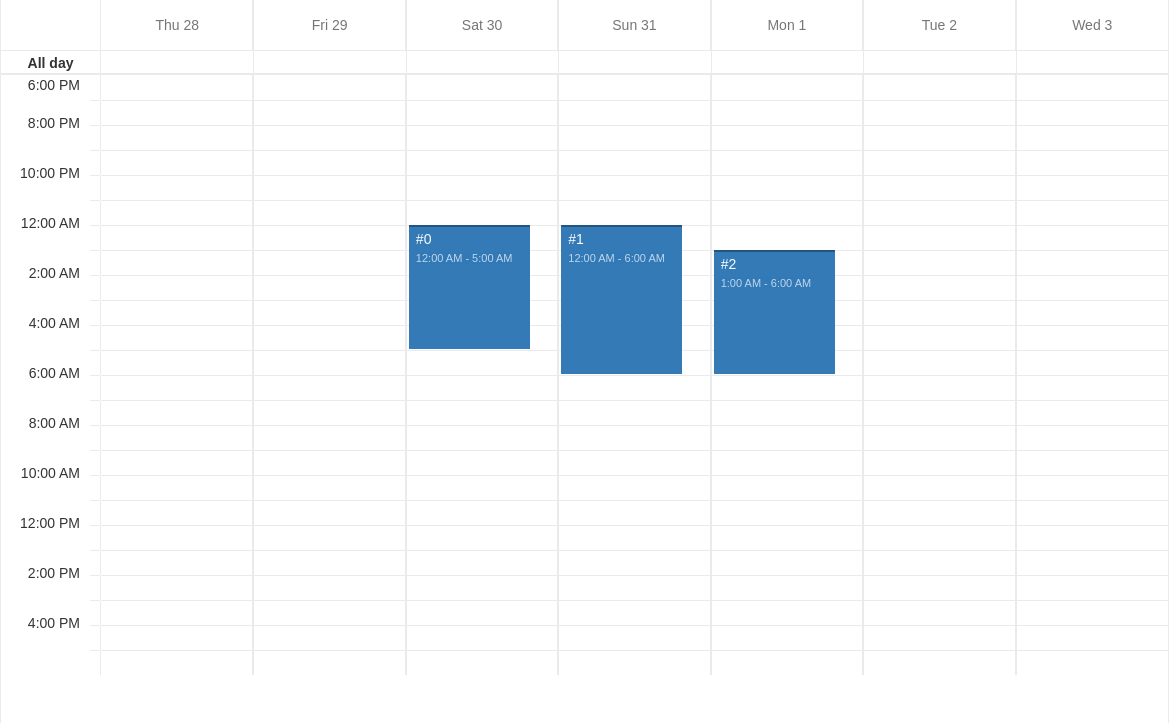 Thu 28
Fri 29
Sat 30
Sun 31
Mon 1
Tue 2
Wed 3
All day
6:00 PM
8:00 PM
10:00 PM
12:00 AM
2:00 AM
4:00 AM
6:00 AM
8:00 AM
10:00 AM
12:00 PM
2:00 PM
4:00 PM
#0
12:00 AM - 5:00 AM
#1
12:00 AM - 6:00 AM
#2
1:00 AM - 6:00 AM